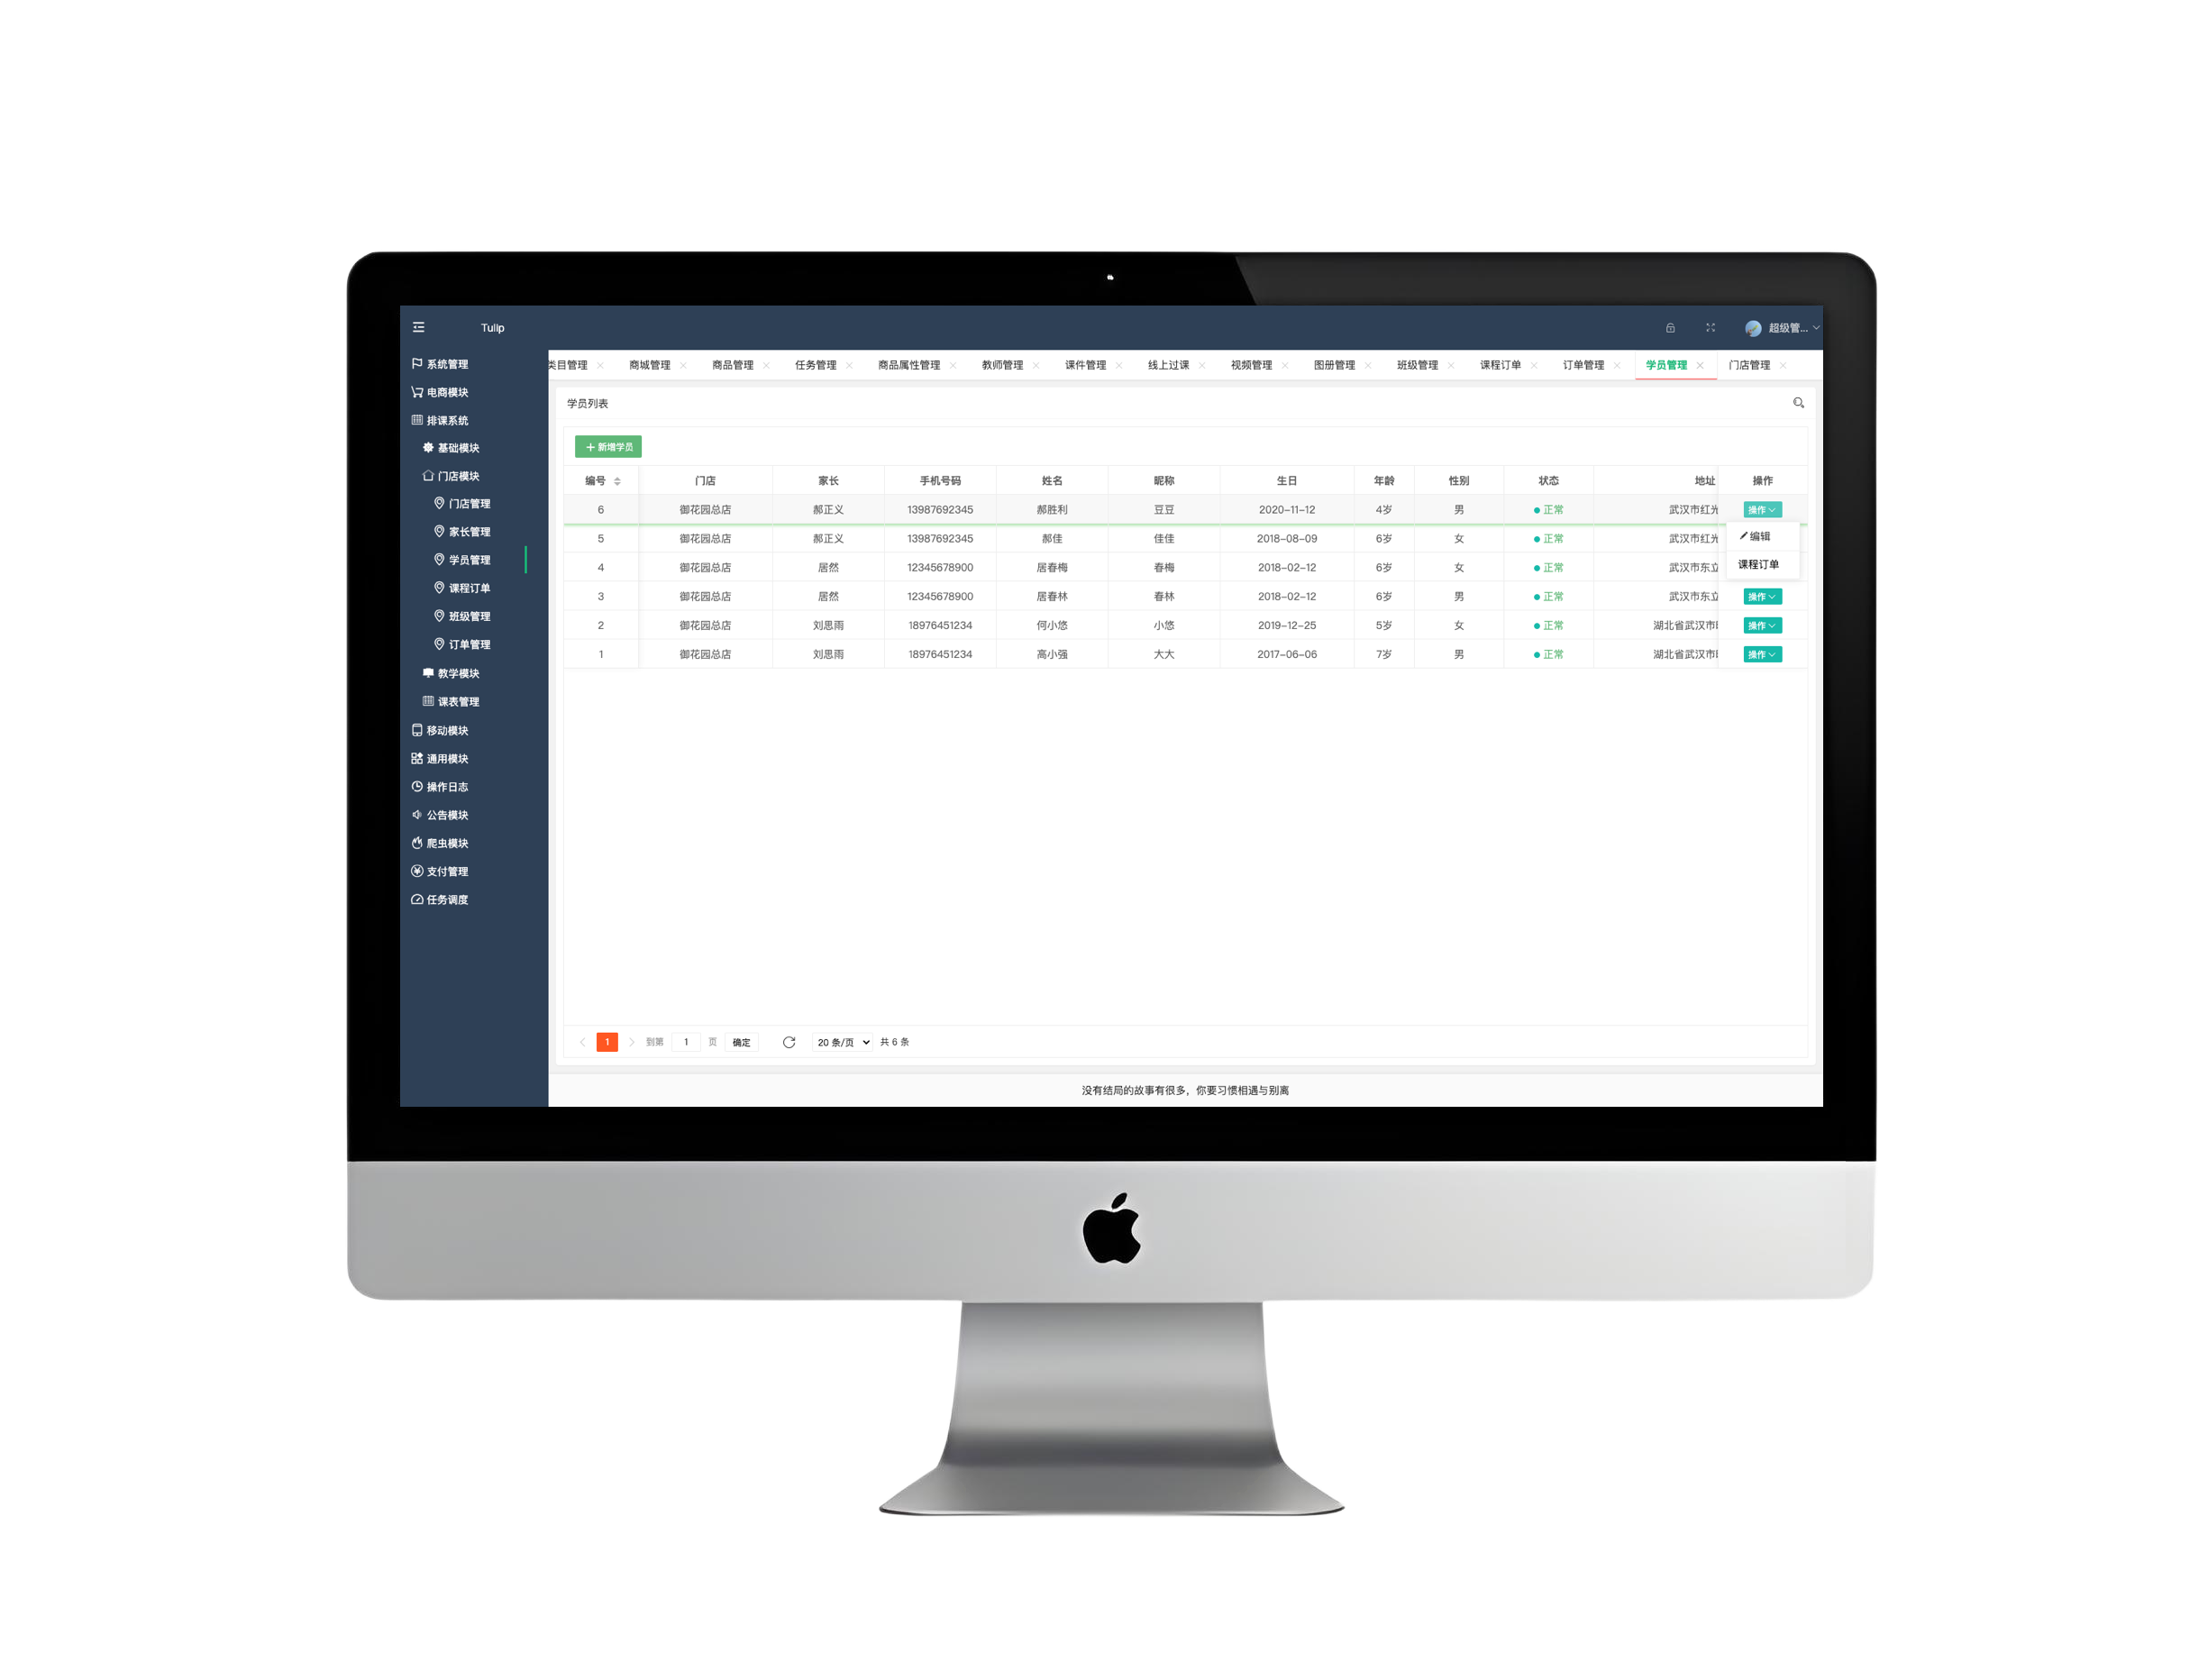 Tulip
超级管...
类目管理 商城管理 商品管理 任务管理 商品属性管理 教师管理 课件管理 线上过课 视频管理 图册管理 班级管理 课程订单 订单管理 学员管理 门店管理
系统管理
电商模块
排课系统
基础模块
门店模块
门店管理
家长管理
学员管理
课程订单
班级管理
订单管理
教学模块
课表管理
移动模块
通用模块
操作日志
公告模块
爬虫模块
支付管理
任务调度
学员列表
新增学员
编号 门店 家长 手机号码 姓名 昵称 生日 年龄 性别 状态 地址 操作
6 御花园总店 郝正义 13987692345 郝胜利 豆豆 2020-11-12 4岁 男 正常 武汉市红光 操作
5 御花园总店 郝正义 13987692345 郝佳 佳佳 2018-08-09 6岁 女 正常 武汉市红光
编辑
4 御花园总店 居然 12345678900 居春梅 春梅 2018-02-12 6岁 女 正常 武汉市东立
课程订单
3 御花园总店 居然 12345678900 居春林 春林 2018-02-12 6岁 男 正常 武汉市东立 操作
2 御花园总店 刘思雨 18976451234 何小悠 小悠 2019-12-25 5岁 女 正常 湖北省武汉市 操作
1 御花园总店 刘思雨 18976451234 高小强 大大 2017-06-06 7岁 男 正常 湖北省武汉市 操作
1 到第 1 页 确定 20 条/页 共 6 条
没有结局的故事有很多，你要习惯相遇与别离